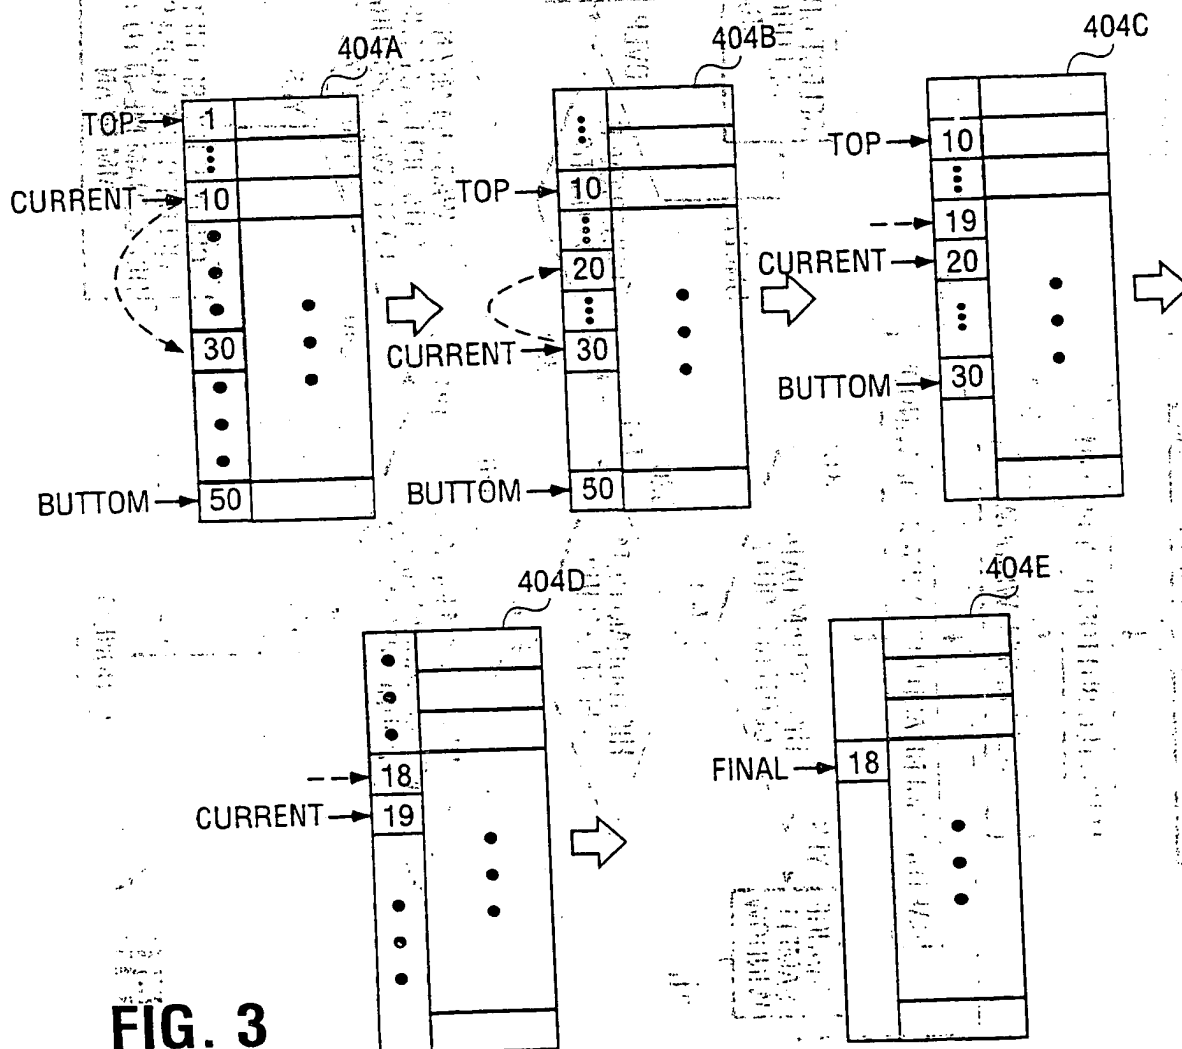 404A
TOP 1
CURRENT 10
30
BUTTOM 50
404B
TOP 10
20
CURRENT 30
BUTTOM 50
404C
TOP 10
19
CURRENT 20
BUTTOM 30
404D
18
CURRENT 19
404E
FINAL 18
FIG. 3